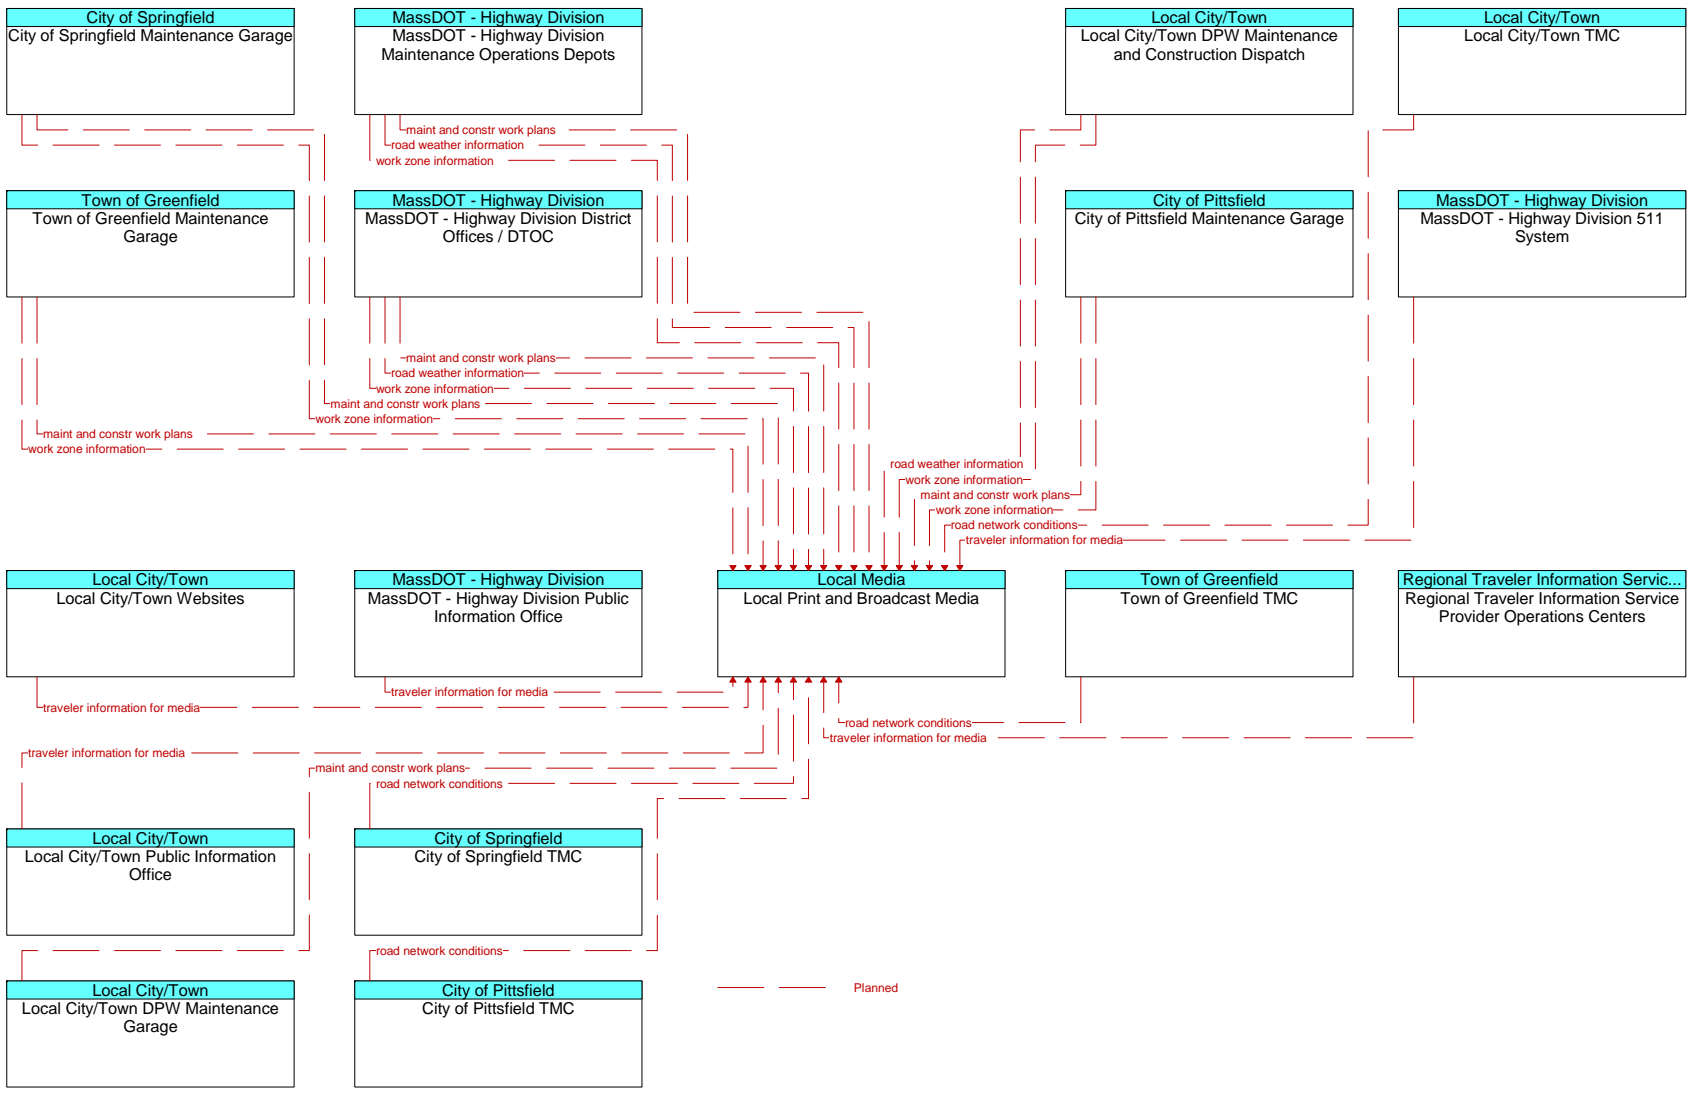 City of Springfield
City of Springfield Maintenance Garage
MassDOT - Highway Division
MassDOT - Highway Division
Maintenance Operations Depots
Local City/Town
Local City/Town DPW Maintenance
and Construction Dispatch
Local City/Town
Local City/Town TMC
maint and constr work plans
road weather information
work zone information
Town of Greenfield
Town of Greenfield Maintenance
Garage
MassDOT - Highway Division
MassDOT - Highway Division District
Offices / DTOC
City of Pittsfield
City of Pittsfield Maintenance Garage
MassDOT - Highway Division
MassDOT - Highway Division 511
System
maint and constr work plans
road weather information
work zone information
maint and constr work plans
work zone information
maint and constr work plans
work zone information
road weather information
work zone information
maint and constr work plans
work zone information
road network conditions
traveler information for media
Local City/Town
Local City/Town Websites
MassDOT - Highway Division
MassDOT - Highway Division Public
Information Office
Local Media
Local Print and Broadcast Media
Town of Greenfield
Town of Greenfield TMC
Regional Traveler Information Servic...
Regional Traveler Information Service
Provider Operations Centers
traveler information for media
traveler information for media
road network conditions
traveler information for media
traveler information for media
maint and constr work plans
road network conditions
Local City/Town
Local City/Town Public Information
Office
City of Springfield
City of Springfield TMC
road network conditions
Local City/Town
Local City/Town DPW Maintenance
Garage
City of Pittsfield
City of Pittsfield TMC
Planned